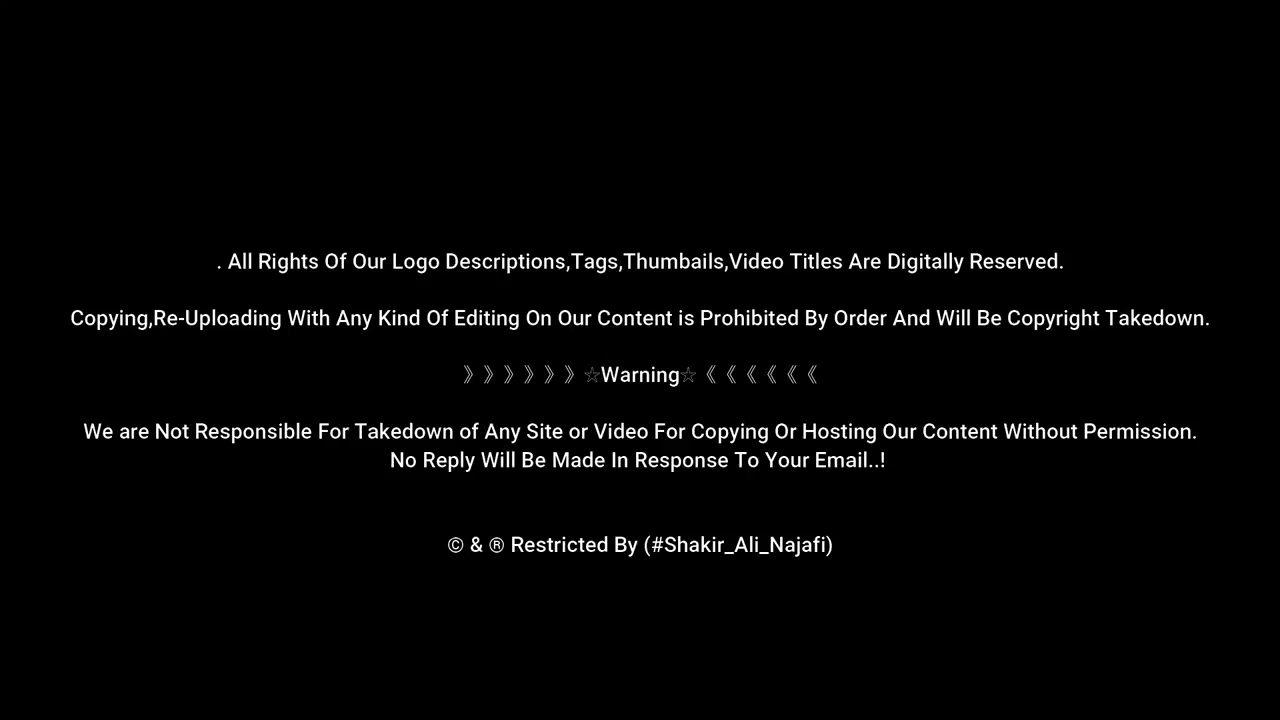 . All Rights Of Our Logo Descriptions,Tags,Thumbails,Video Titles Are Digitally Reserved.
Copying,Re-Uploading With Any Kind Of Editing On Our Content is Prohibited By Order And Will Be Copyright Takedown.
》》》》》》☆Warning☆《《《《《《
We are Not Responsible For Takedown of Any Site or Video For Copying Or Hosting Our Content Without Permission.
No Reply Will Be Made In Response To Your Email..!
© & ® Restricted By (#Shakir_Ali_Najafi)